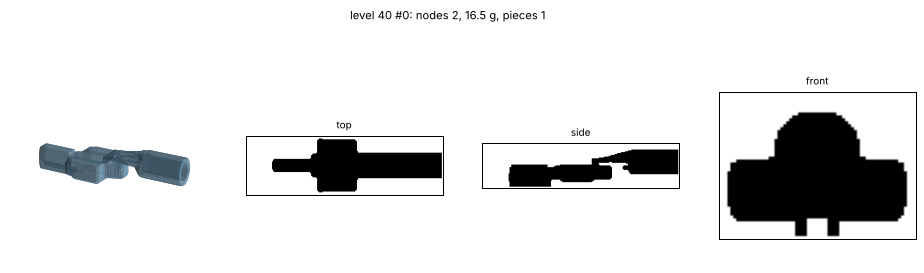 level 40 #0: nodes 2, 16.5 g, pieces 1
top
side
front